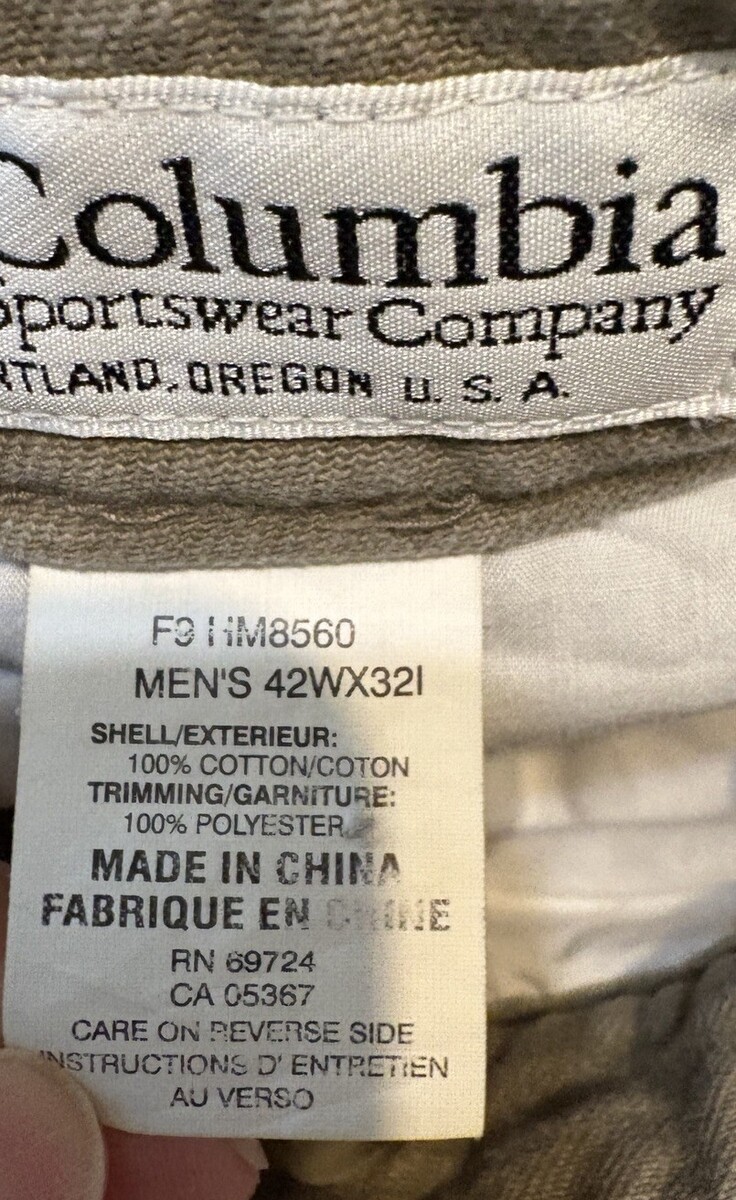 Columbia
Sportswear Company
RTLAND, OREGON U. S. A.
F9 HM8560
MEN'S 42WX32I
SHELL/EXTERIEUR:
100% COTTON/COTON
TRIMMING/GARNITURE:
100% POLYESTER
MADE IN CHINA
FABRIQUE EN CHINE
RN 69724
CA 05367
CARE ON REVERSE SIDE
INSTRUCTIONS D' ENTRETIEN
AU VERSO